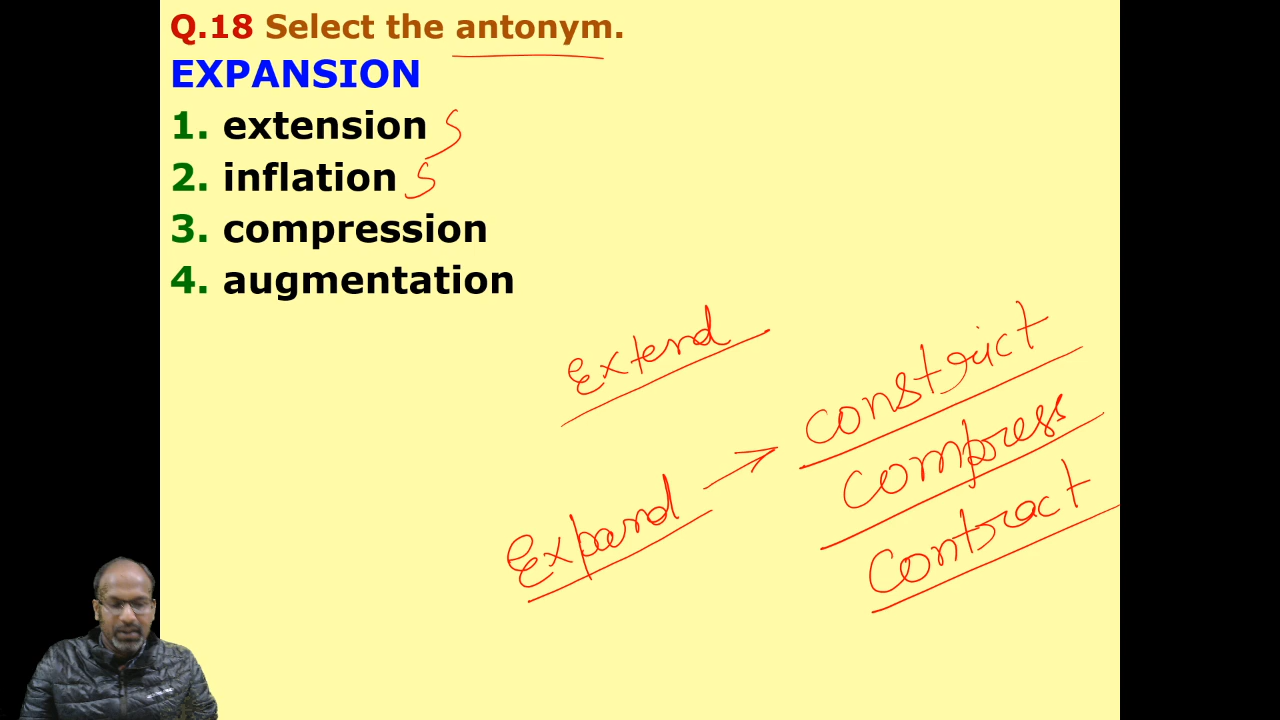 Q.18 Select the antonym.
EXPANSION
1. extension S
2. inflation S
3. compression
4. augmentation
Extend
constrict
Expand → compress
contract